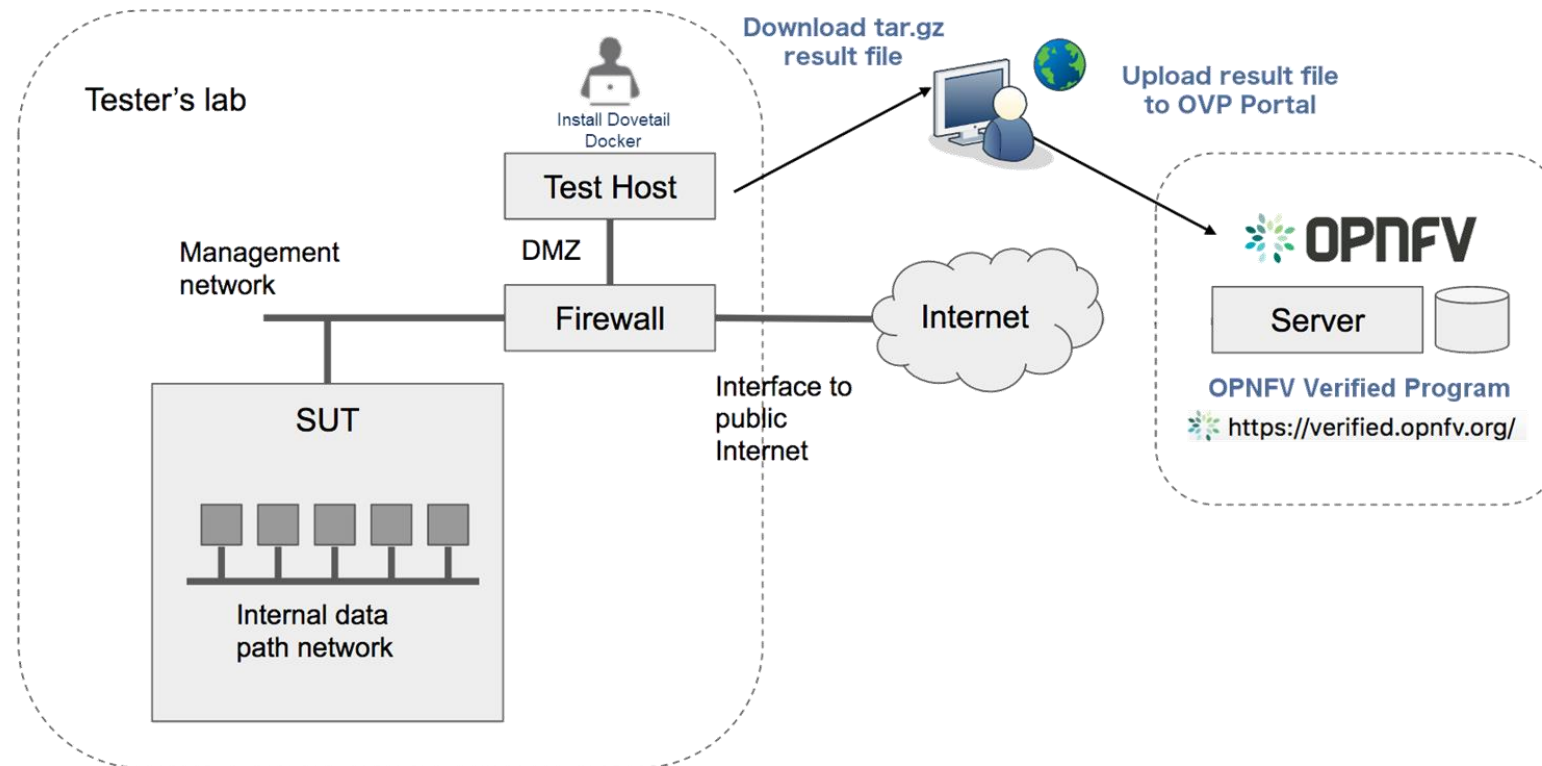 Download tar.gz
result file
Upload result file
to OVP Portal
Tester's lab
Install Dovetail
Docker
Test Host
Management
network
DMZ
Firewall
Internet
OPNFV
Server
Interface to
public
Internet
OPNFV Verified Program
https://verified.opnfv.org/
SUT
Internal data
path network